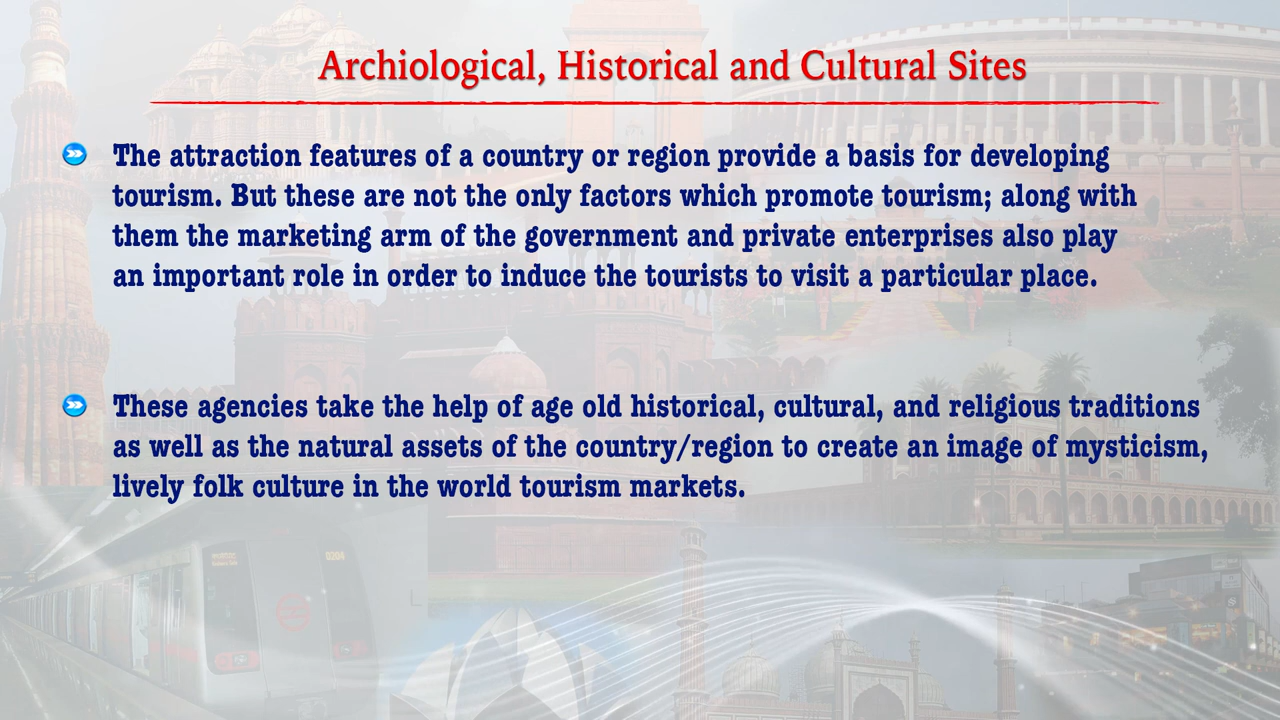 Archiological, Historical and Cultural Sites
The attraction features of a country or region provide a basis for developing
tourism. But these are not the only factors which promote tourism; along with
them the marketing arm of the government and private enterprises also play
an important role in order to induce the tourists to visit a particular place.
These agencies take the help of age old historical, cultural, and religious traditions
as well as the natural assets of the country/region to create an image of mysticism,
lively folk culture in the world tourism markets.